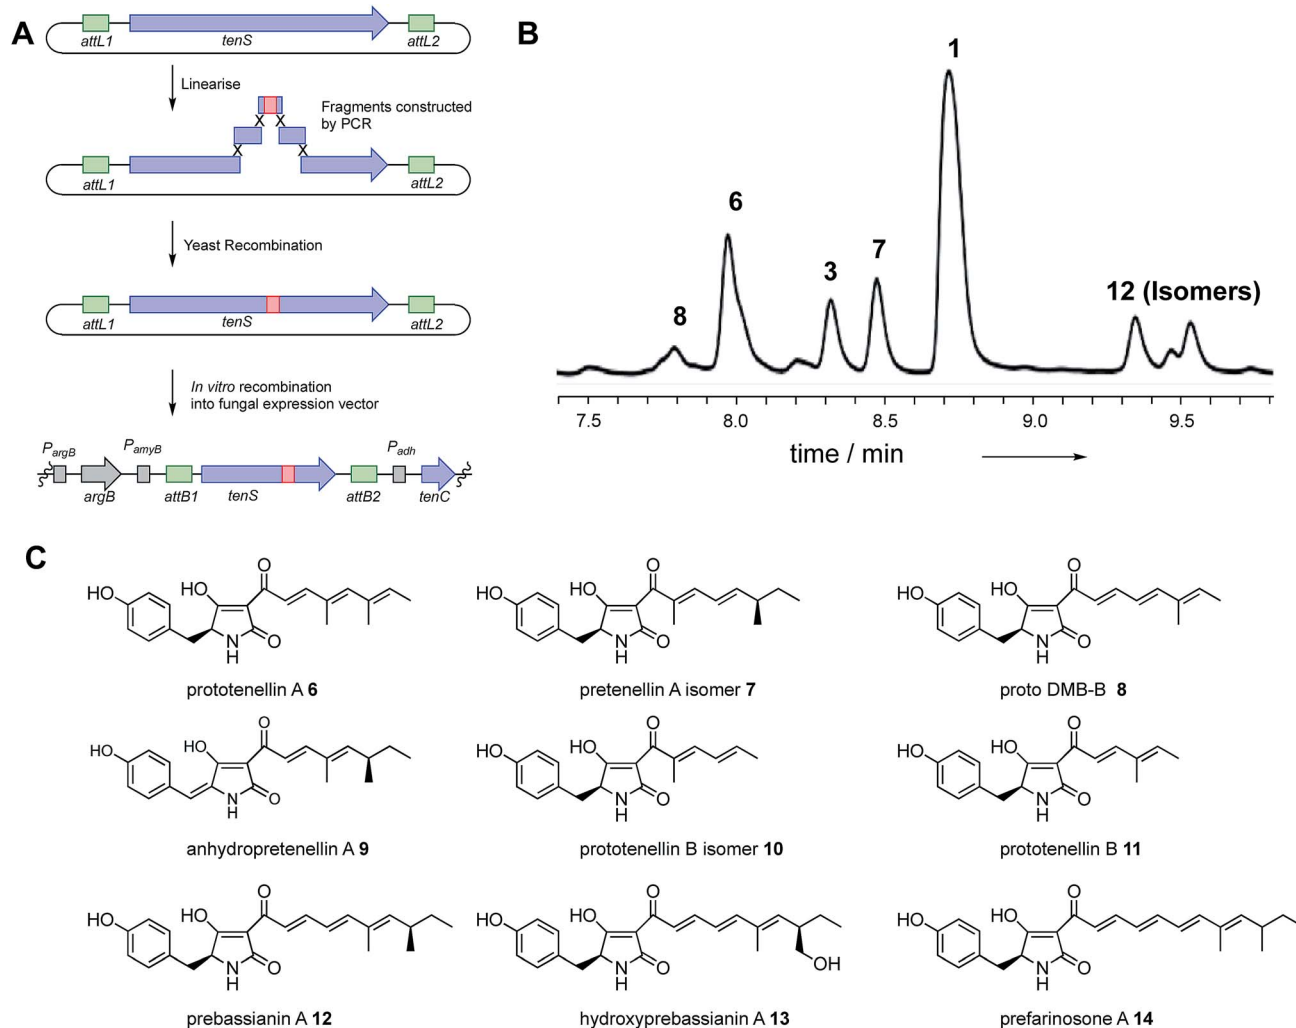 A
attL1
tenS
attL2
Linearise
Fragments constructed
by PCR
X
X
X
X
attL1
attL2
Yeast Recombination
attL1
tenS
attL2
In vitro recombination
into fungal expression vector
PargB
PamyB
Padh
argB
attB1
tenS
attB2
tenC
B
1
6
7
3
8
12 (Isomers)
7.5
8.0
8.5
9.0
9.5
time / min
C
HO
HO
O
N
H
O
prototenellin A 6
HO
HO
O
N
H
O
pretenellin A isomer 7
HO
HO
O
N
H
O
proto DMB-B 8
HO
HO
O
N
H
O
anhydropretenellin A 9
HO
HO
O
N
H
O
prototenellin B isomer 10
HO
HO
O
N
H
O
prototenellin B 11
HO
HO
O
N
H
O
prebassianin A 12
HO
HO
O
N
H
O
OH
hydroxyprebassianin A 13
HO
HO
O
N
H
O
prefarinosone A 14